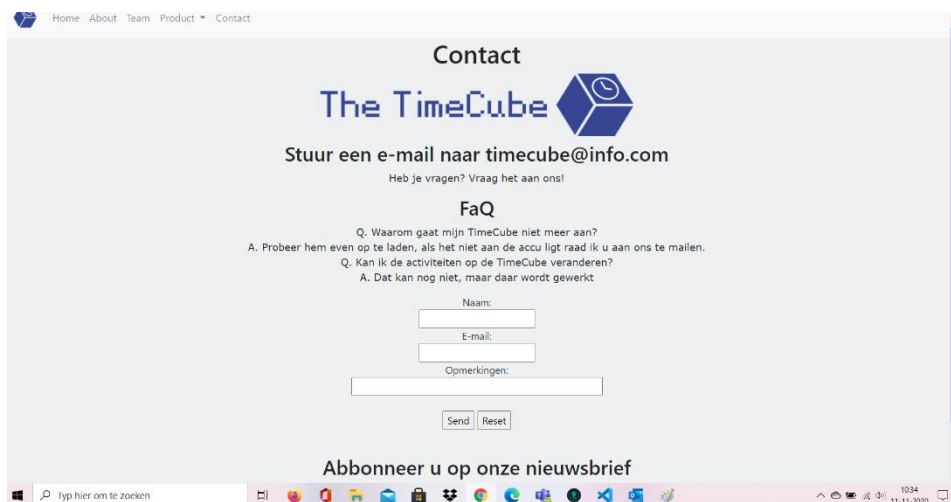 Home About Team Product Contact
Contact
The TimeCube
Stuur een e-mail naar timecube@info.com
Heb je vragen? Vraag het aan ons!
FaQ
Q. Waarom gaat mijn TimeCube niet meer aan?
A. Probeer hem even op te laden, als het niet aan de accu ligt raad ik u aan ons te mailen.
Q. Kan ik de activiteiten op de TimeCube veranderen?
A. Dat kan nog niet, maar daar wordt gewerkt
Naam:
E-mail:
Opmerkingen:
Send Reset
Abbonneer u op onze nieuwsbrief
Typ hier om te zoeken
10:34
11-11-2020